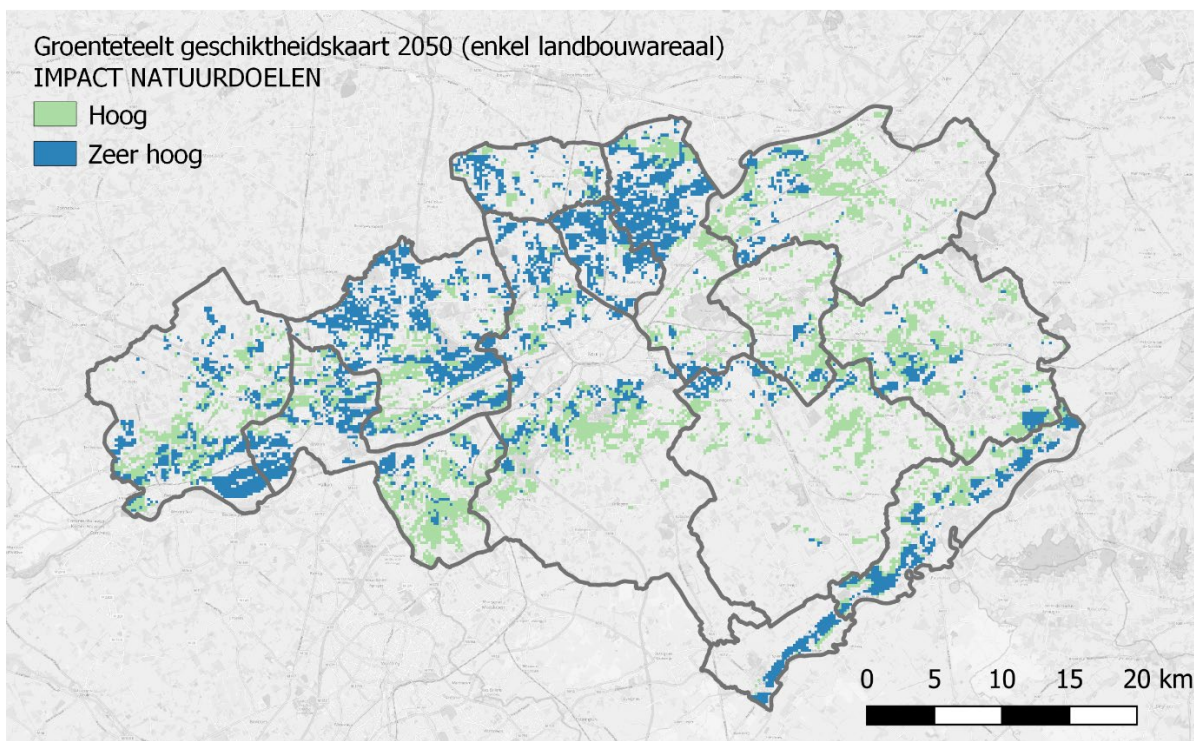 Groenteteelt geschiktheidskaart 2050 (enkel landbouwareaal)
IMPACT NATUURDOELEN
Hoog
Zeer hoog
0 5 10 15 20 km